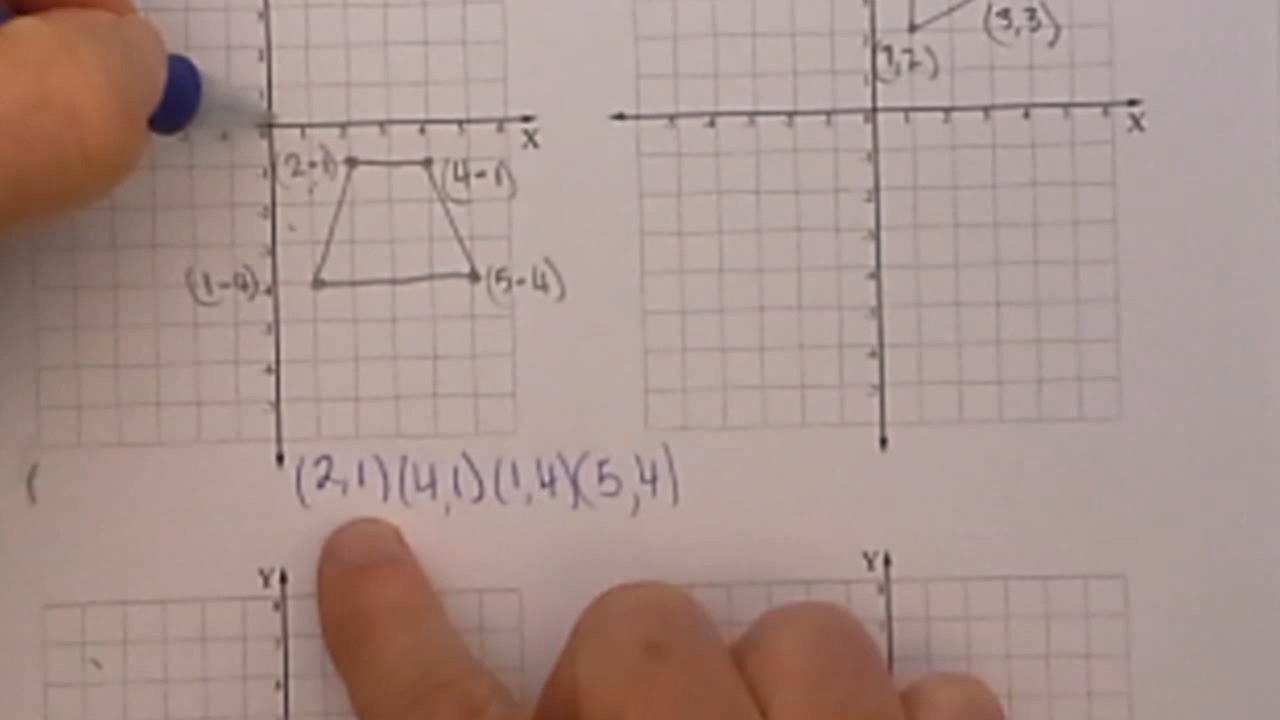 (3,3)
(1,2)
X
X
(2-1)
(4-1)
(1-4)
(5-4)
(2,1)(4,1)(1,4)(5,4)
(
Y
Y